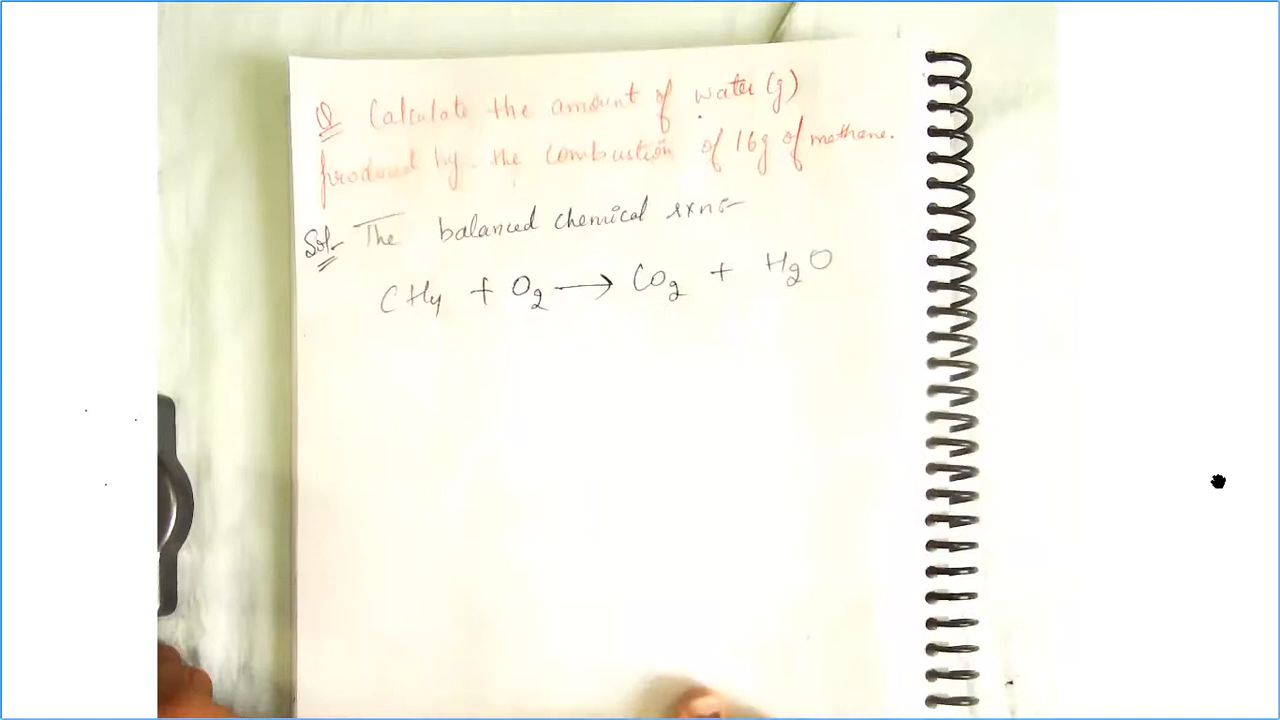 Q Calculate the amount of water (g)
produced by the combustion of 16g of methane.
Sol- The balanced chemical rxn:-
CH4 + O2 → CO2 + H2O